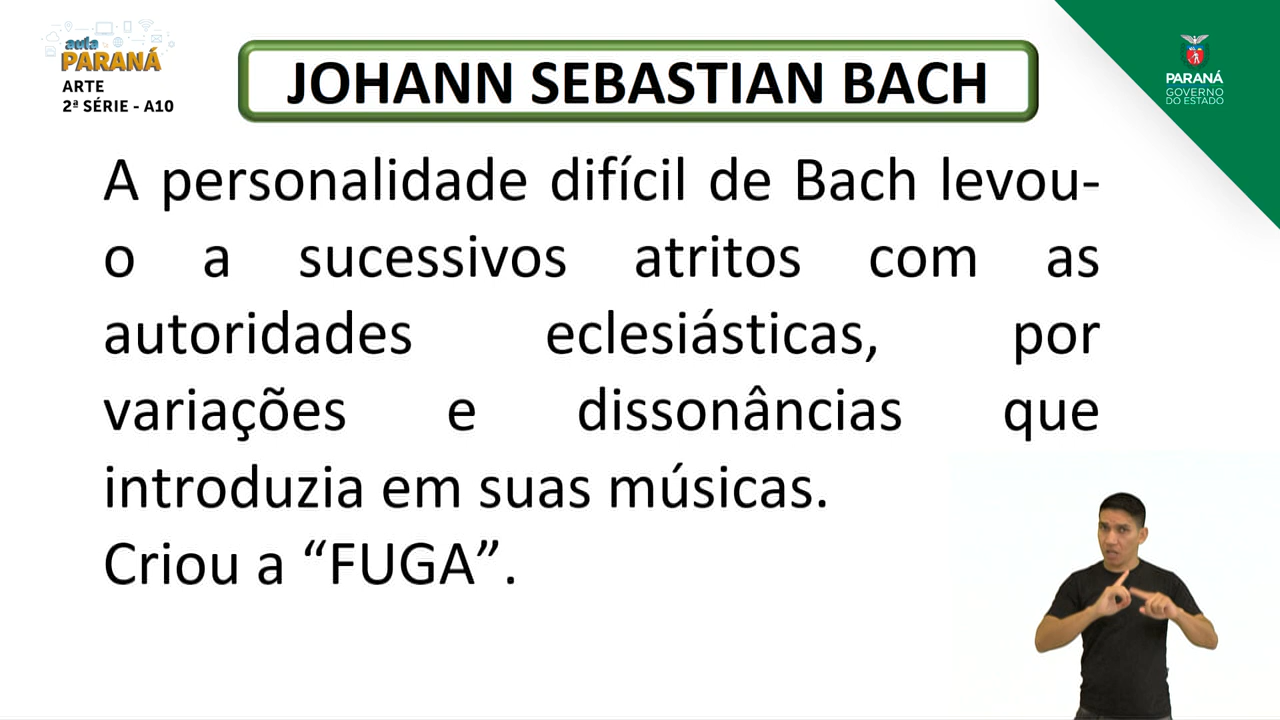 aula
PARANÁ
ARTE
2ª SÉRIE - A10
JOHANN SEBASTIAN BACH
PARANÁ
GOVERNO
DO ESTADO
A personalidade difícil de Bach levou-
o a sucessivos atritos com as
autoridades eclesiásticas, por
variações e dissonâncias que
introduzia em suas músicas.
Criou a “FUGA”.